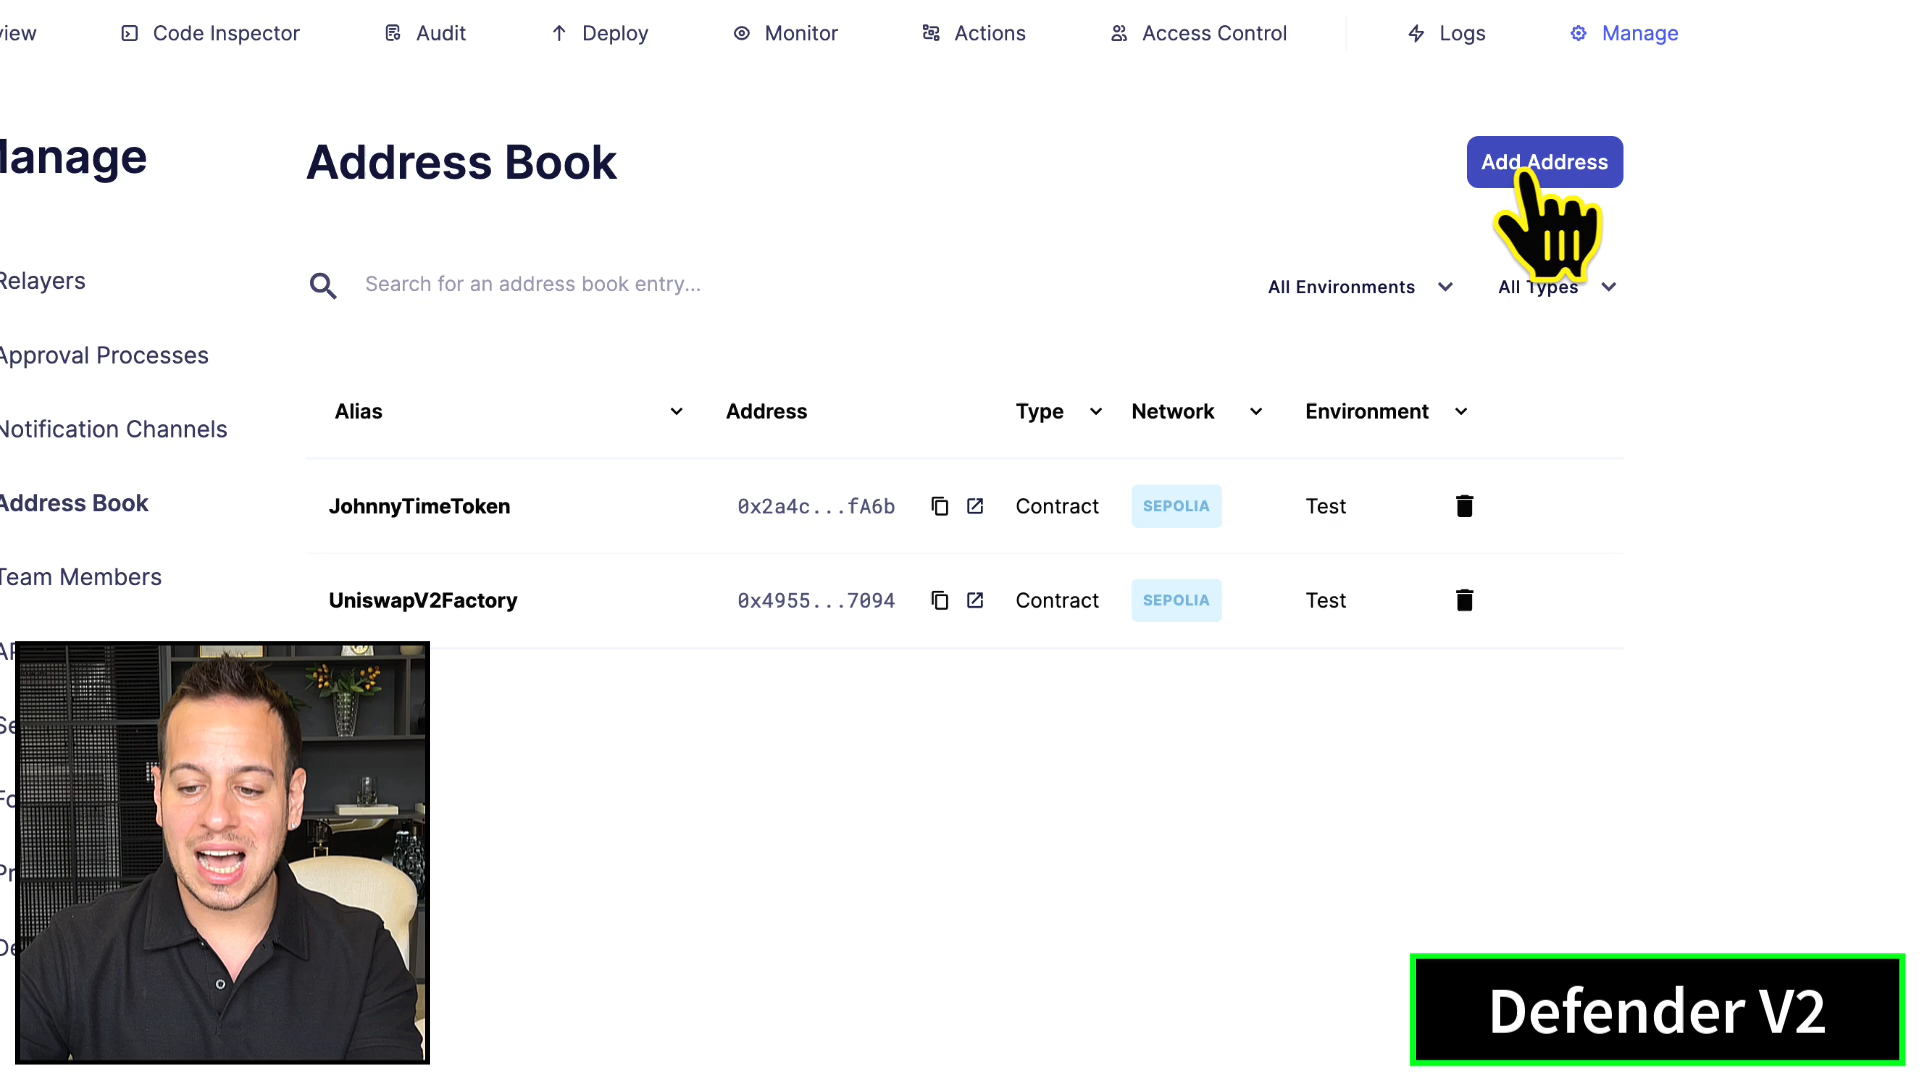 view Code Inspector Audit Deploy Monitor Actions Access Control Logs Manage
Manage
Address Book
Add Address
Relayers
Search for an address book entry...
All Environments
All Types
Approval Processes
Notification Channels
Address Book
Team Members
Alias Address Type Network Environment
JohnnyTimeToken 0x2a4c...fA6b Contract SEPOLIA Test
UniswapV2Factory 0x4955...7094 Contract SEPOLIA Test
Defender V2